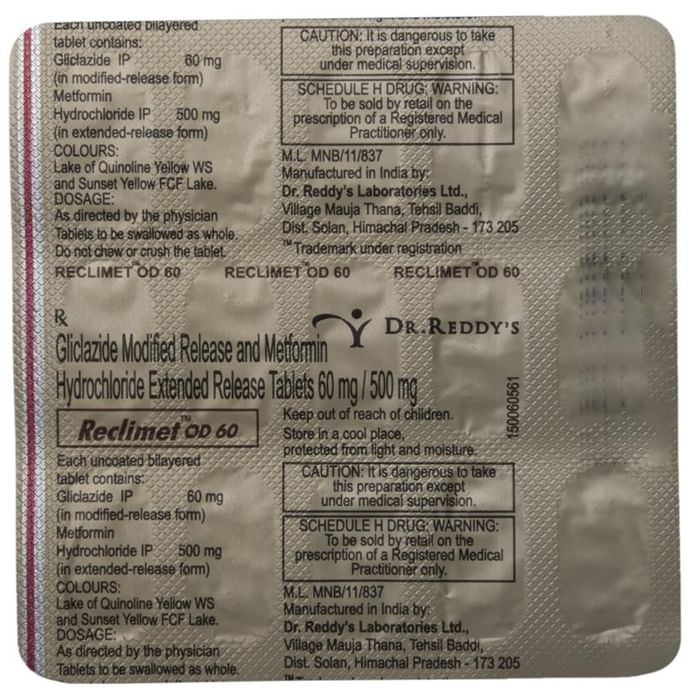 Each uncoated bilayered
tablet contains:
Gliclazide IP 60 mg
(in modified-release form)
Metformin
Hydrochloride IP 500 mg
(in extended-release form)
COLOURS:
Lake of Quinoline Yellow WS
and Sunset Yellow FCF Lake.
DOSAGE:
As directed by the physician
Tablets to be swallowed as whole.
Do not chew or crush the tablet.
CAUTION: It is dangerous to take
this preparation except
under medical supervision.
SCHEDULE H DRUG: WARNING:
To be sold by retail on the
prescription of a Registered Medical
Practitioner only.
M.L. MNB/11/837
Manufactured in India by:
Dr. Reddy's Laboratories Ltd.,
Village Mauja Thana, Tehsil Baddi,
Dist. Solan, Himachal Pradesh - 173 205
™Trademark under registration
RECLIMET™OD 60 RECLIMET™OD 60 RECLIMET™OD 60
℞
DR.REDDY'S
Gliclazide Modified Release and Metformin
Hydrochloride Extended Release Tablets 60 mg / 500 mg
Reclimet™OD 60
Keep out of reach of children.
Store in a cool place,
protected from light and moisture.
150060561
Each uncoated bilayered
tablet contains:
Gliclazide IP 60 mg
(in modified-release form)
Metformin
Hydrochloride IP 500 mg
(in extended-release form)
COLOURS:
Lake of Quinoline Yellow WS
and Sunset Yellow FCF Lake.
DOSAGE:
As directed by the physician
Tablets to be swallowed as whole.
CAUTION: It is dangerous to take
this preparation except
under medical supervision.
SCHEDULE H DRUG: WARNING:
To be sold by retail on the
prescription of a Registered Medical
Practitioner only.
M.L. MNB/11/837
Manufactured in India by:
Dr. Reddy's Laboratories Ltd.,
Village Mauja Thana, Tehsil Baddi,
Dist. Solan, Himachal Pradesh - 173 205